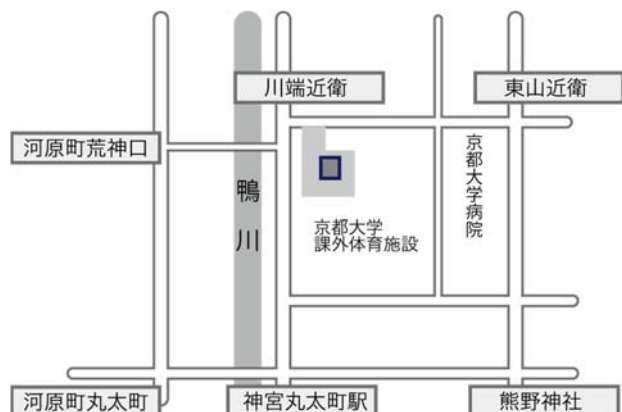 川端近衛
東山近衛
河原町荒神口
鴨川
京都大学病院
京都大学
課外体育施設
河原町丸太町
神宮丸太町駅
熊野神社